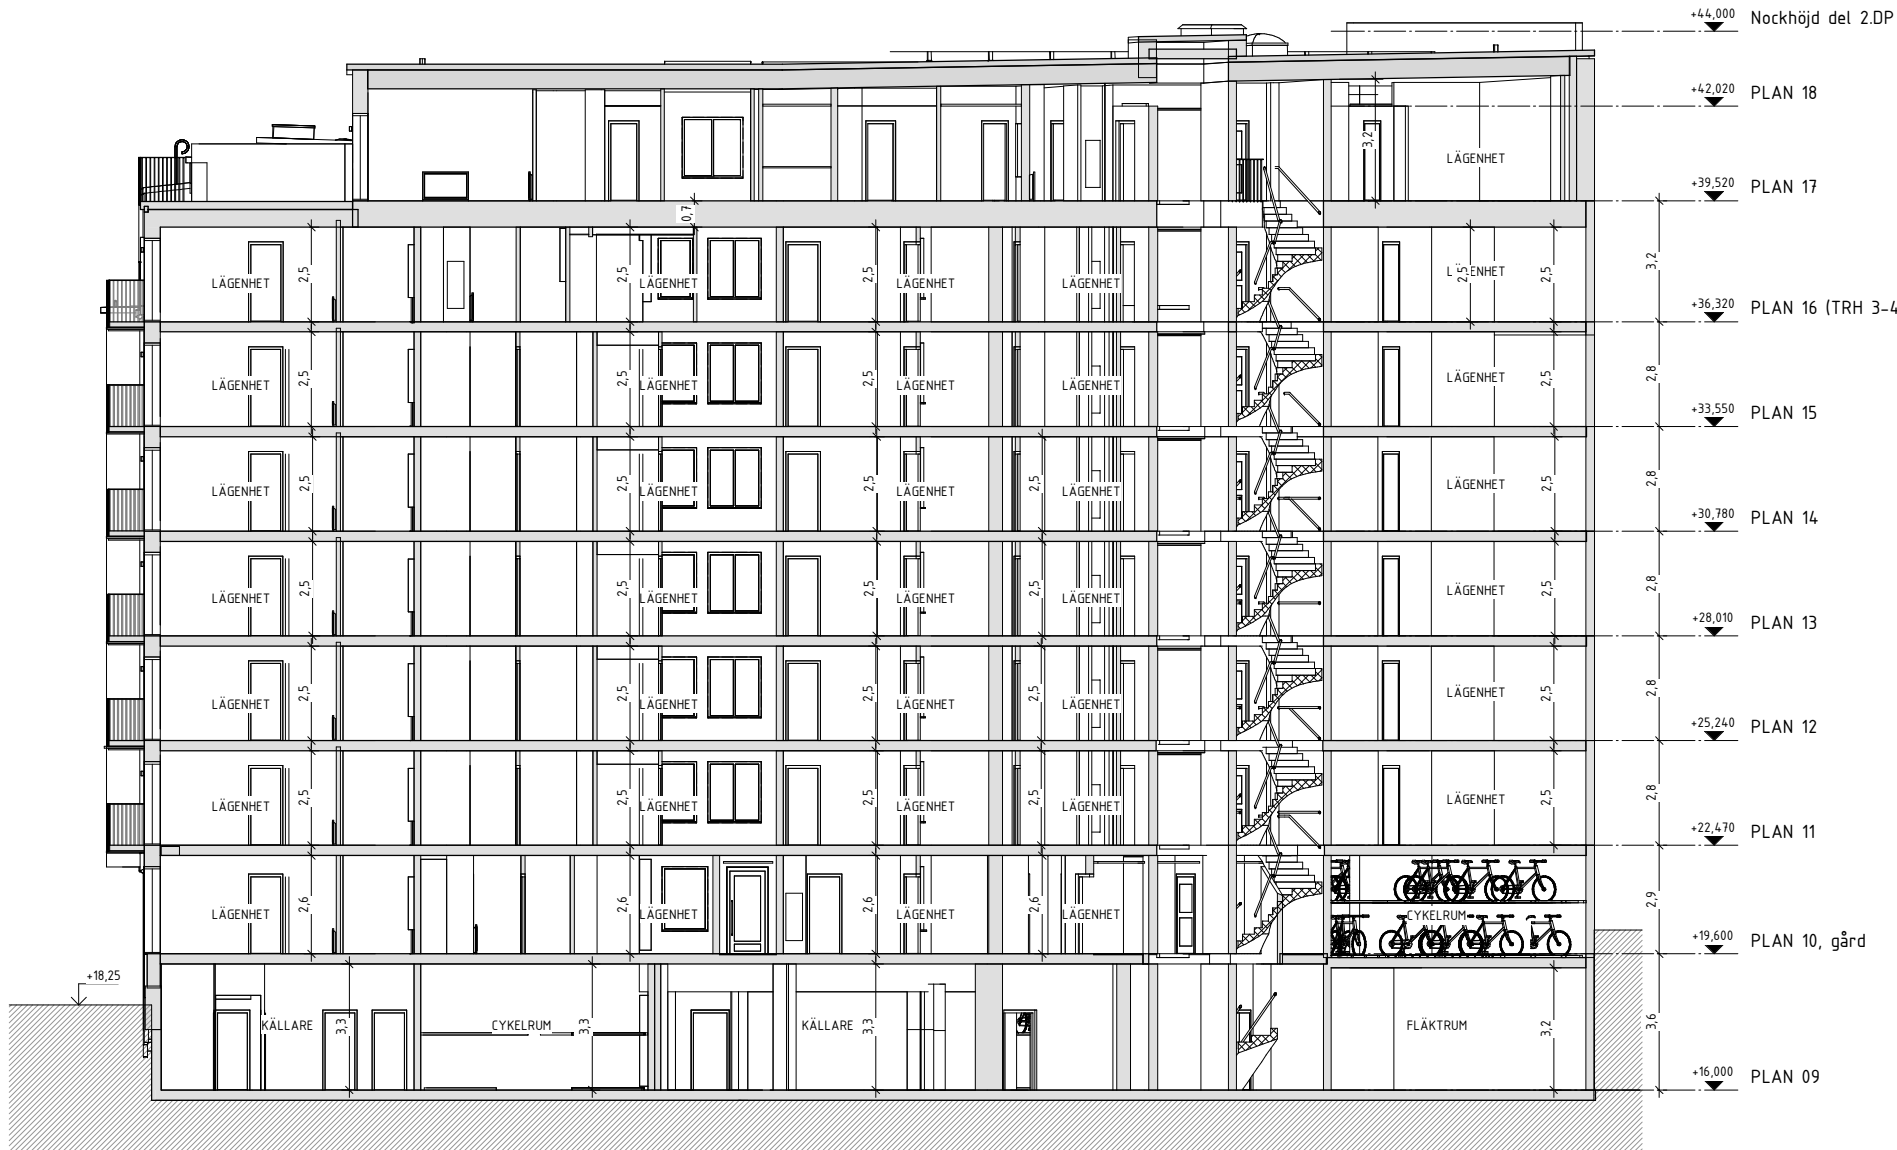 +44,000 Nockhöjd del 2.DP
+42,020 PLAN 18
3,2
LÄGENHET
+39,520 PLAN 17
0,7
LÄGENHET 2,5 2,5 LÄGENHET 2,5 LÄGENHET LÄGENHET LÄGENHET 2,5 2,5 3,2
+36,320 PLAN 16 (TRH 3-4
LÄGENHET 2,5 2,5 LÄGENHET 2,5 LÄGENHET LÄGENHET LÄGENHET 2,5 2,8
+33,550 PLAN 15
LÄGENHET 2,5 2,5 LÄGENHET 2,5 LÄGENHET 2,5 LÄGENHET LÄGENHET 2,5 2,8
+30,780 PLAN 14
LÄGENHET 2,5 2,5 LÄGENHET 2,5 LÄGENHET 2,5 LÄGENHET LÄGENHET 2,5 2,8
+28,010 PLAN 13
LÄGENHET 2,5 2,5 LÄGENHET 2,5 LÄGENHET 2,5 LÄGENHET LÄGENHET 2,5 2,8
+25,240 PLAN 12
LÄGENHET 2,5 2,5 LÄGENHET 2,5 LÄGENHET 2,5 LÄGENHET LÄGENHET 2,5 2,8
+22,470 PLAN 11
LÄGENHET 2,6 2,6 LÄGENHET 2,6 LÄGENHET 2,6 LÄGENHET CYKELRUM 2,9
+19,600 PLAN 10, gård
+18,25
KÄLLARE 3,3 CYKELRUM 3,3 KÄLLARE 3,3 FLÄKTRUM 3,2 3,6
+16,000 PLAN 09